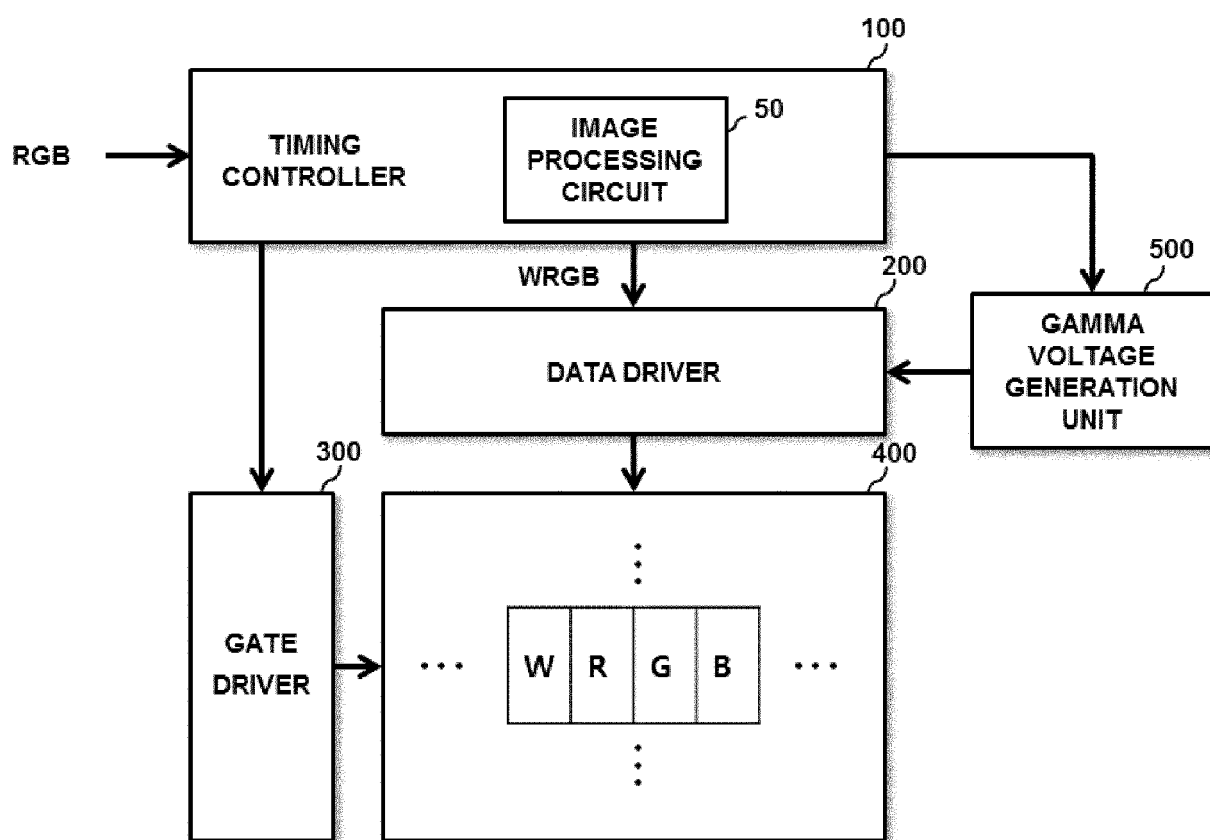 100
RGB
TIMING
CONTROLLER
IMAGE
PROCESSING
CIRCUIT
50
WRGB
200
500
DATA DRIVER
GAMMA
VOLTAGE
GENERATION
UNIT
300
400
GATE
DRIVER
W R G B